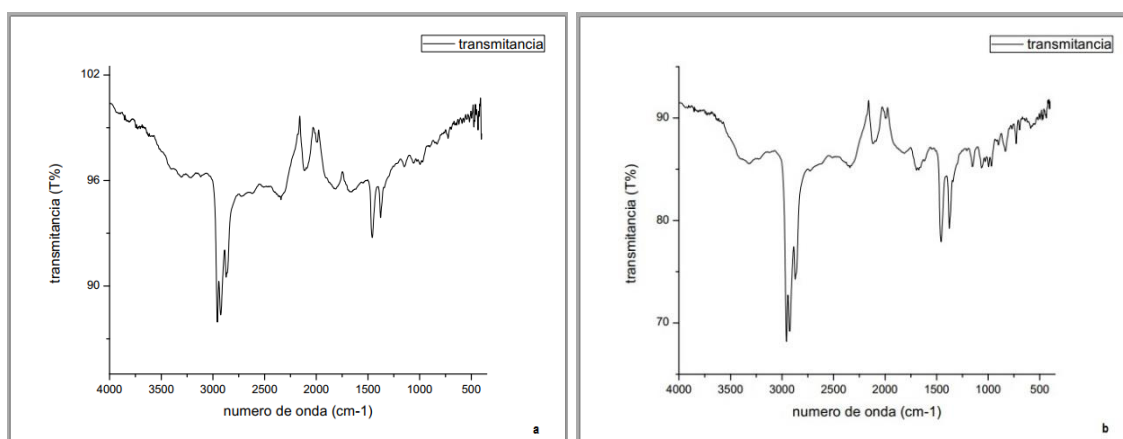 transmitancia
102
96
90
transmitancia (T%)
4000 3500 3000 2500 2000 1500 1000 500
numero de onda (cm-1)
a
transmitancia
90
80
70
transmitancia (T%)
4000 3500 3000 2500 2000 1500 1000 500
numero de onda (cm-1)
b